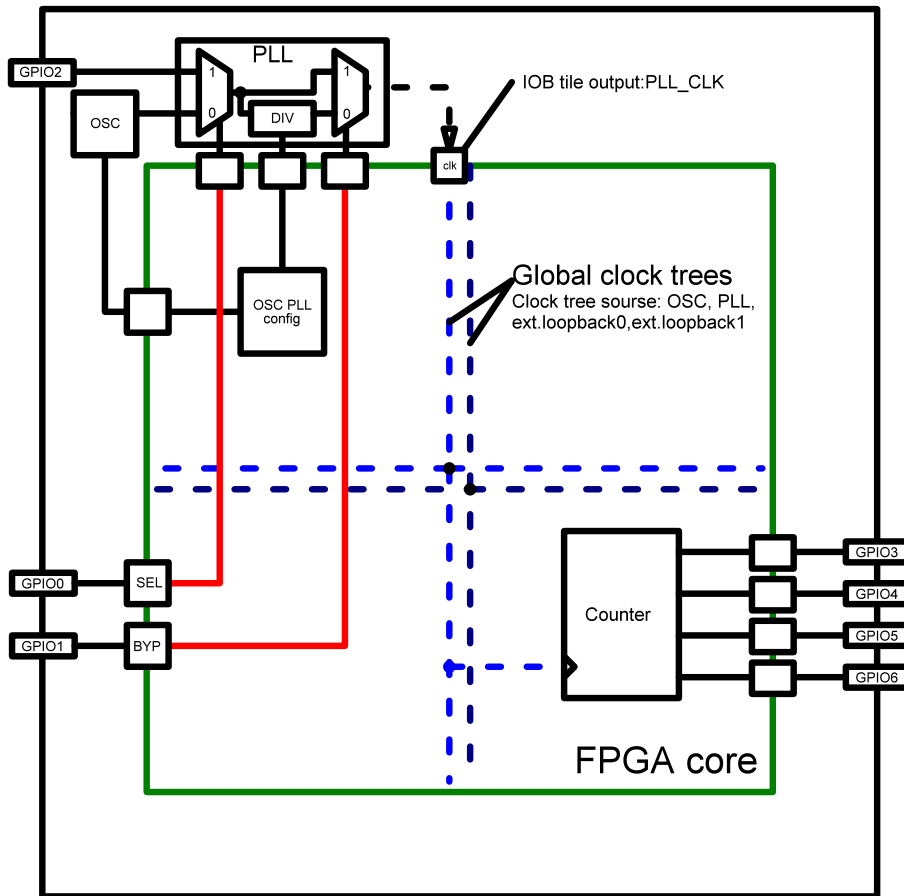 PLL
GPIO2
1
1
IOB tile output:PLL_CLK
0
0
OSC
DIV
clk
Global clock trees
Clock tree sourse: OSC, PLL,
ext.loopback0,ext.loopback1
OSC PLL
config
GPIO3
GPIO0
SEL
GPIO4
Counter
GPIO1
BYP
GPIO5
GPIO6
FPGA core